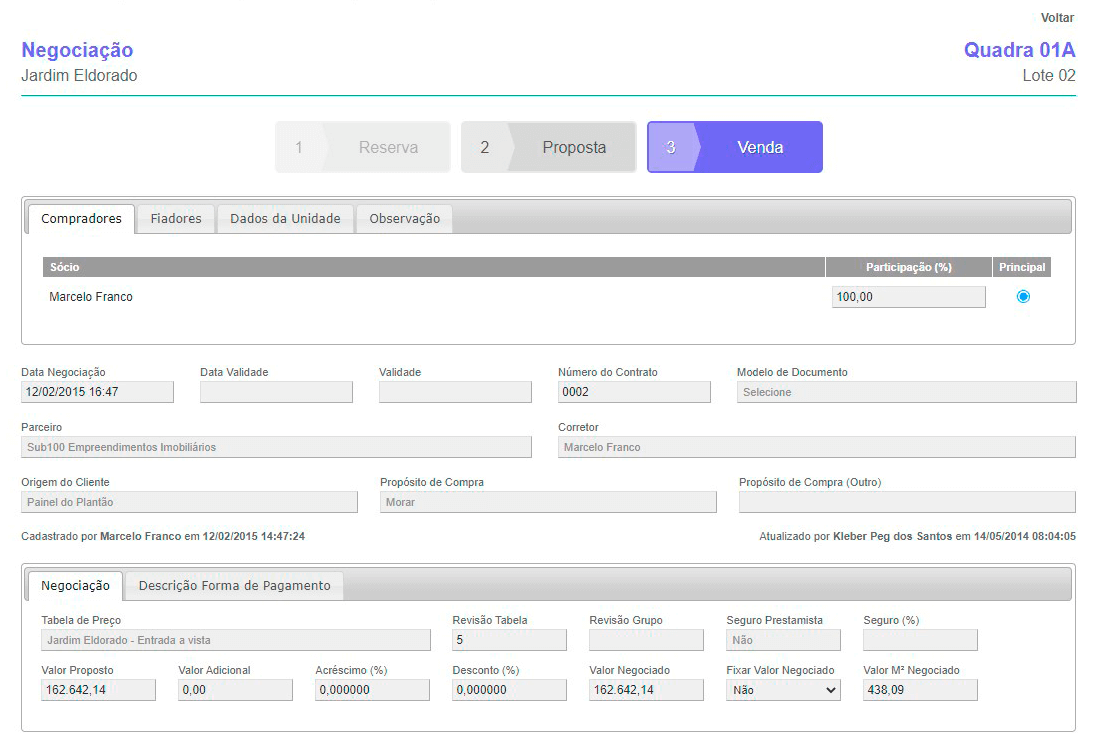 Voltar
Negociação
Quadra 01A
Jardim Eldorado
Lote 02
1 Reserva
2 Proposta
3 Venda
Compradores Fiadores Dados da Unidade Observação
Sócio Participação (%) Principal
Marcelo Franco 100,00
Data Negociação Data Validade Validade Número do Contrato Modelo de Documento
12/02/2015 16:47 0002 Selecione
Parceiro Corretor
Sub100 Empreendimentos Imobiliários Marcelo Franco
Origem do Cliente Propósito de Compra Propósito de Compra (Outro)
Painel do Plantão Morar
Cadastrado por Marcelo Franco em 12/02/2015 14:47:24 Atualizado por Kleber Peg dos Santos em 14/05/2014 08:04:05
Negociação Descrição Forma de Pagamento
Tabela de Preço Revisão Tabela Revisão Grupo Seguro Prestamista Seguro (%)
Jardim Eldorado - Entrada a vista 5 Não
Valor Proposto Valor Adicional Acréscimo (%) Desconto (%) Valor Negociado Fixar Valor Negociado Valor M² Negociado
162.642,14 0,00 0,000000 0,000000 162.642,14 Não 438,09